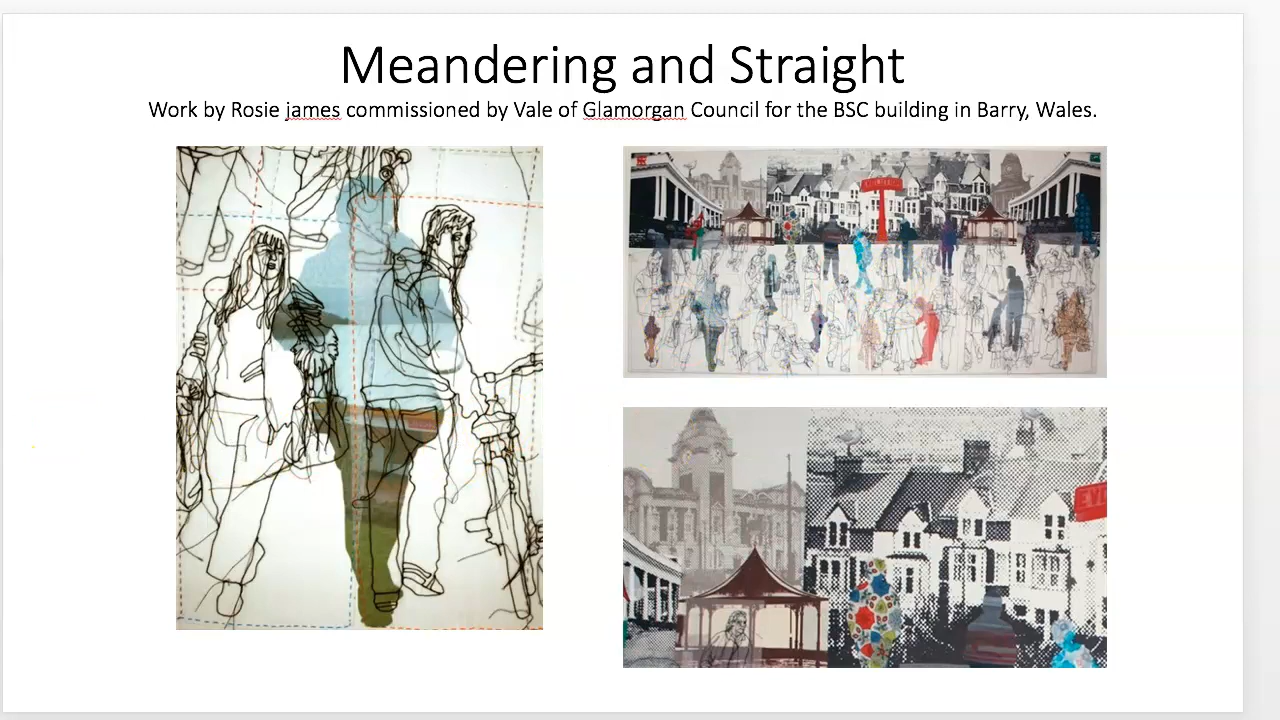 Meandering and Straight
Work by Rosie james commissioned by Vale of Glamorgan Council for the BSC building in Barry, Wales.